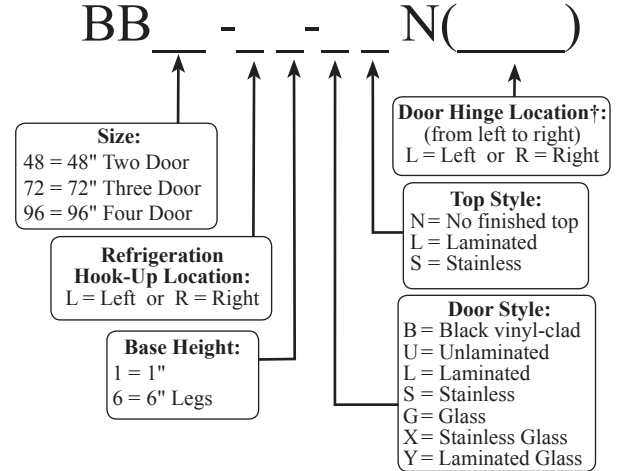 BB___ -_ _-_ _ N(______)
Size:
48 = 48" Two Door
72 = 72" Three Door
96 = 96" Four Door
Refrigeration
Hook-Up Location:
L = Left or R = Right
Base Height:
1 = 1"
6 = 6" Legs
Door Hinge Location†:
(from left to right)
L = Left or R = Right
Top Style:
N = No finished top
L = Laminated
S = Stainless
Door Style:
B = Black vinyl-clad
U = Unlaminated
L = Laminated
S = Stainless
G = Glass
X = Stainless Glass
Y = Laminated Glass